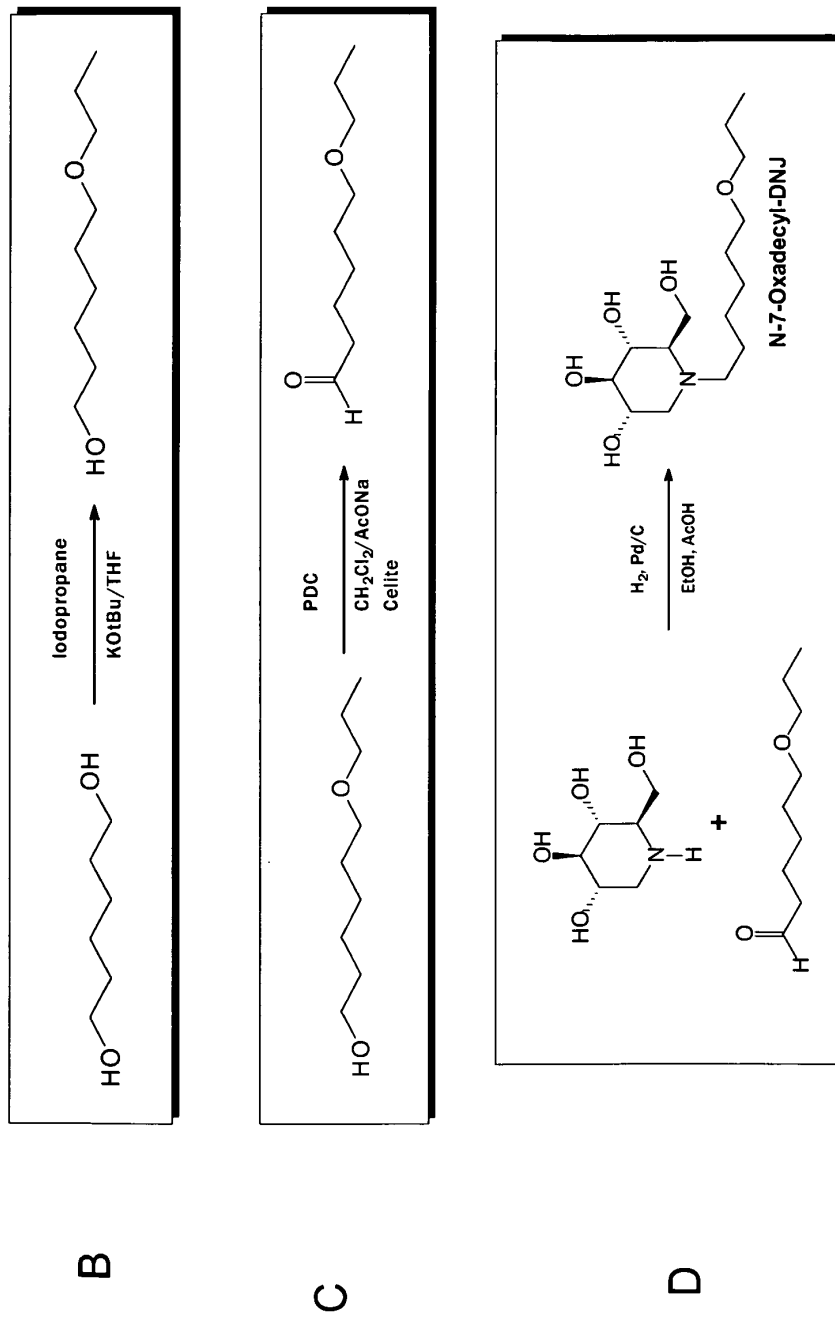 B
Iodopropane
KOtBu/THF
HO
OH
HO
O
C
PDC
CH2Cl2/AcONa
Celite
HO
O
O
H
O
D
H2, Pd/C
EtOH, AcOH
OH
HO
OH
OH
N
H
+
O
H
O
OH
HO
OH
OH
N
O
N-7-Oxadecyl-DNJ